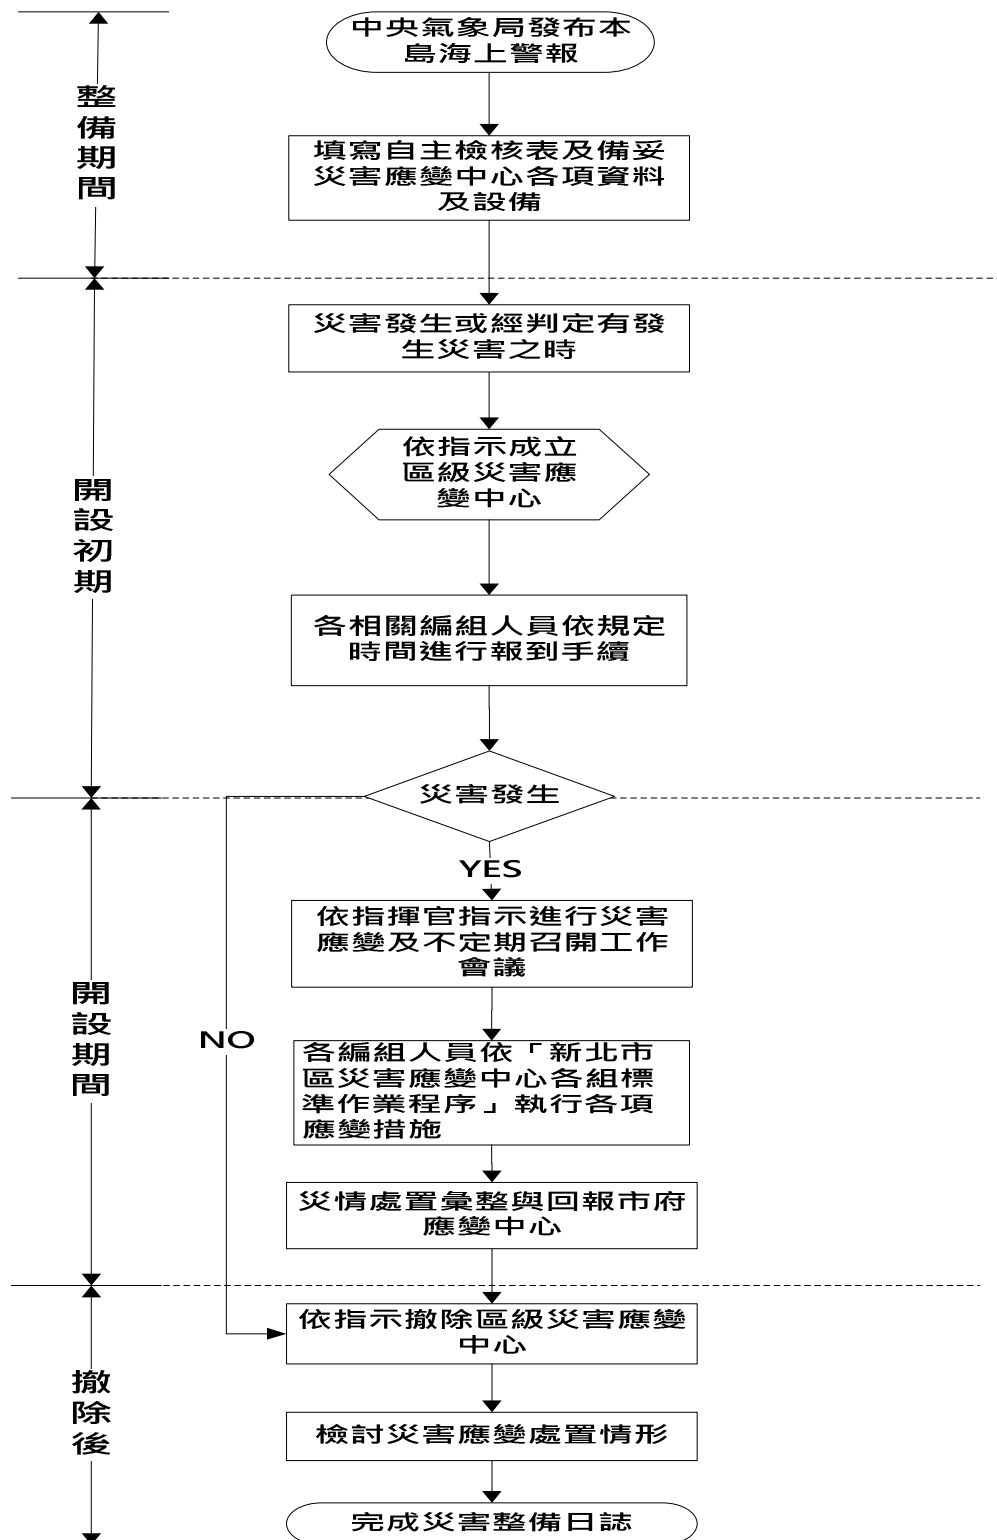 中央氣象局發布本
島海上警報
整備期間
填寫自主檢核表及備妥
災害應變中心各項資料
及設備
災害發生或經判定有發
生災害之時
依指示成立
區級災害應
變中心
開設初期
各相關編組人員依規定
時間進行報到手續
災害發生
YES
依指揮官指示進行災害
應變及不定期召開工作
會議
開設期間
NO
各編組人員依「新北市
區災害應變中心各組標
準作業程序」執行各項
應變措施
災情處置彙整與回報市府
應變中心
依指示撤除區級災害應變
中心
撤除後
檢討災害應變處置情形
完成災害整備日誌